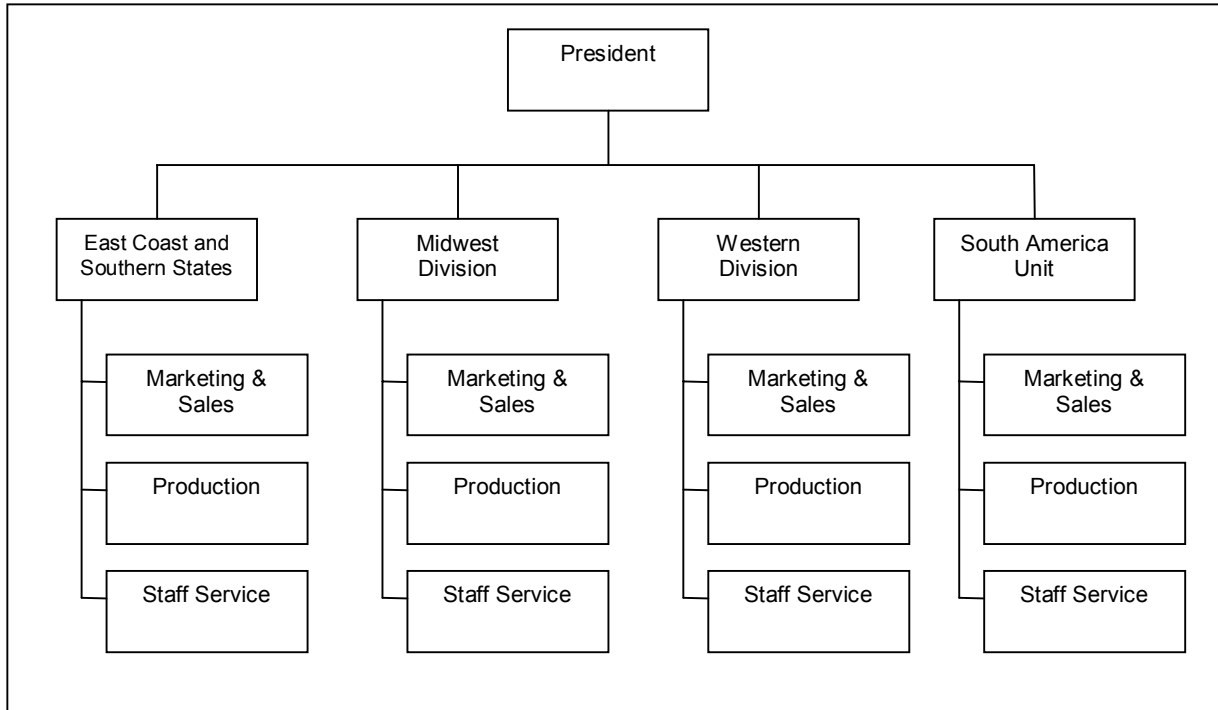 President
East Coast and
Southern States
Midwest
Division
Western
Division
South America
Unit
Marketing &
Sales
Marketing &
Sales
Marketing &
Sales
Marketing &
Sales
Production
Production
Production
Production
Staff Service
Staff Service
Staff Service
Staff Service